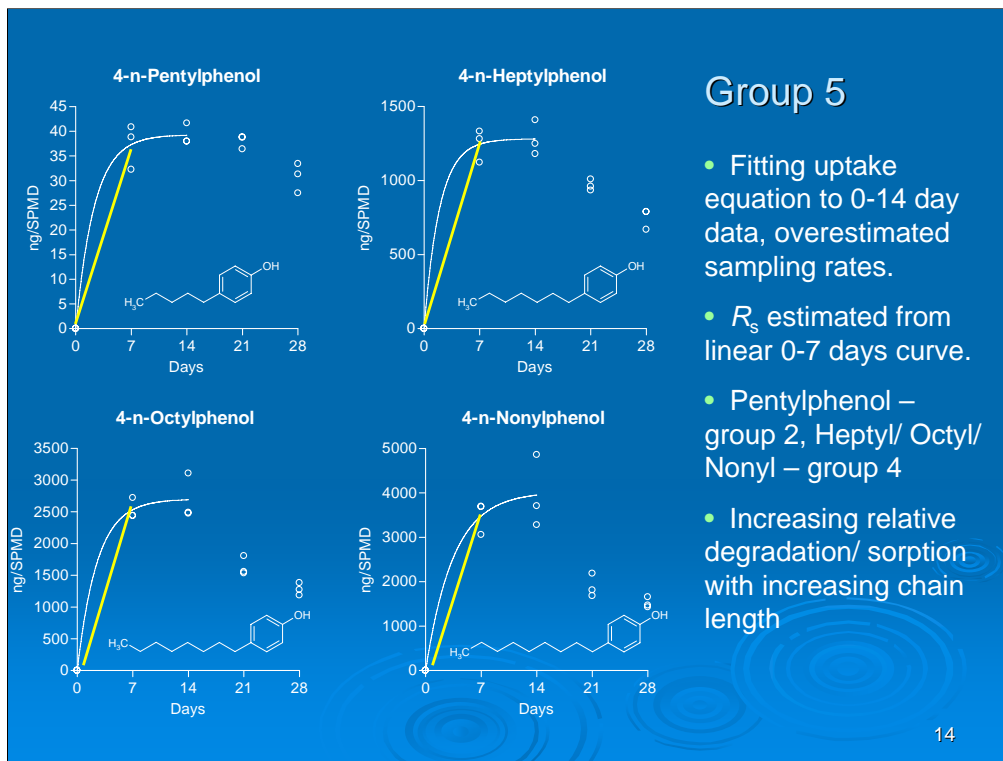 4-n-Pentylphenol
45
40
35
30
25
20
15
10
5
0
ng/SPMD
OH
H3C
0 7 14 21 28
Days
4-n-Heptylphenol
1500
1000
500
0
ng/SPMD
OH
H3C
0 7 14 21 28
Days
4-n-Octylphenol
3500
3000
2500
2000
1500
1000
500
0
ng/SPMD
OH
H3C
0 7 14 21 28
Days
4-n-Nonylphenol
5000
4000
3000
2000
1000
0
ng/SPMD
OH
H3C
0 7 14 21 28
Days
Group 5
• Fitting uptake
equation to 0-14 day
data, overestimated
sampling rates.
• Rs estimated from
linear 0-7 days curve.
• Pentylphenol –
group 2, Heptyl/ Octyl/
Nonyl – group 4
• Increasing relative
degradation/ sorption
with increasing chain
length
14